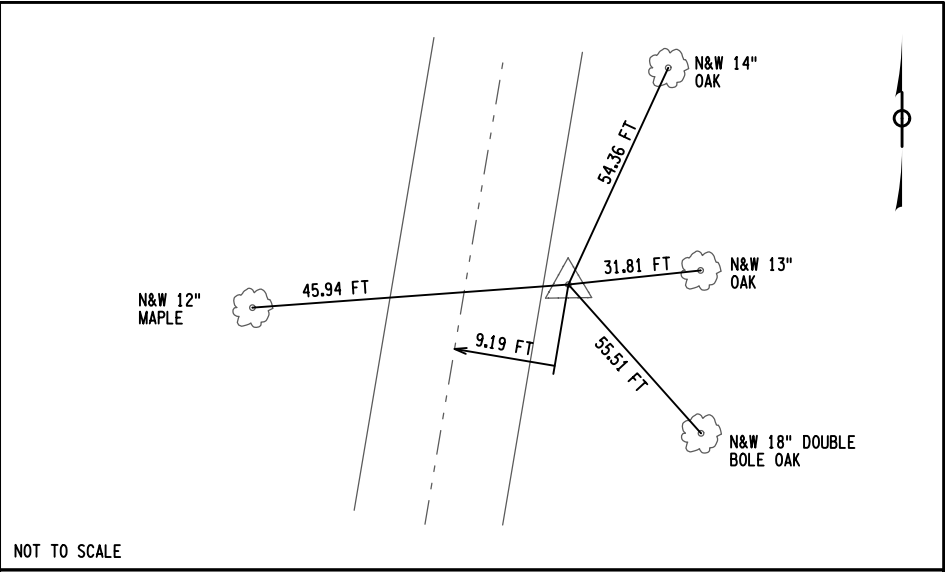 N&W 14"
OAK
54.36 FT
31.81 FT
N&W 13"
OAK
45.94 FT
N&W 12"
MAPLE
9.19 FT
55.51 FT
N&W 18" DOUBLE
BOLE OAK
NOT TO SCALE